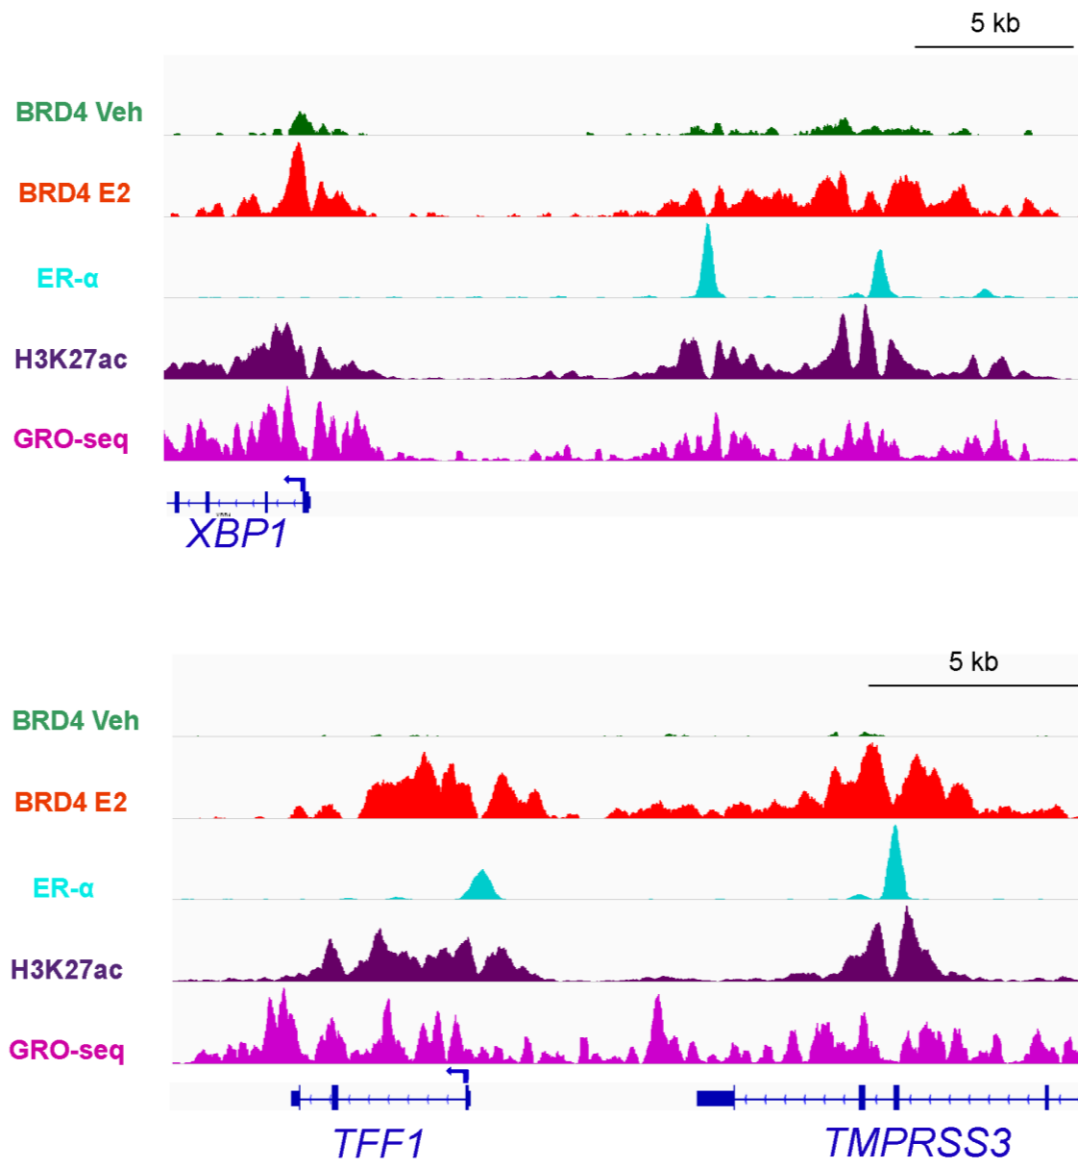 5 kb
BRD4 Veh
BRD4 E2
ER-α
H3K27ac
GRO-seq
XBP1
5 kb
BRD4 Veh
BRD4 E2
ER-α
H3K27ac
GRO-seq
TFF1 TMPRSS3